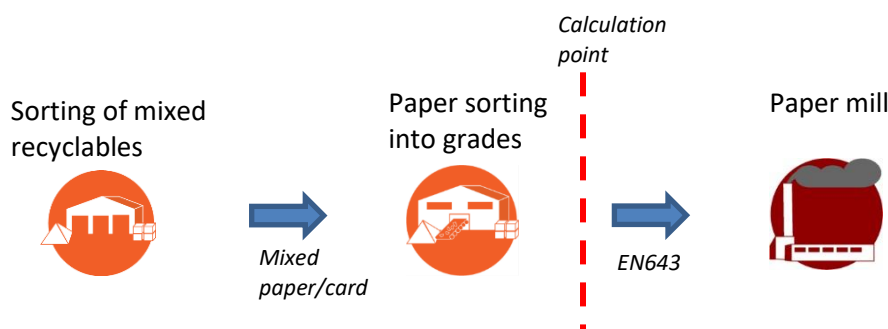 Calculation
point
Sorting of mixed
recyclables
Paper sorting
into grades
Paper mill
Mixed
paper/card
EN643